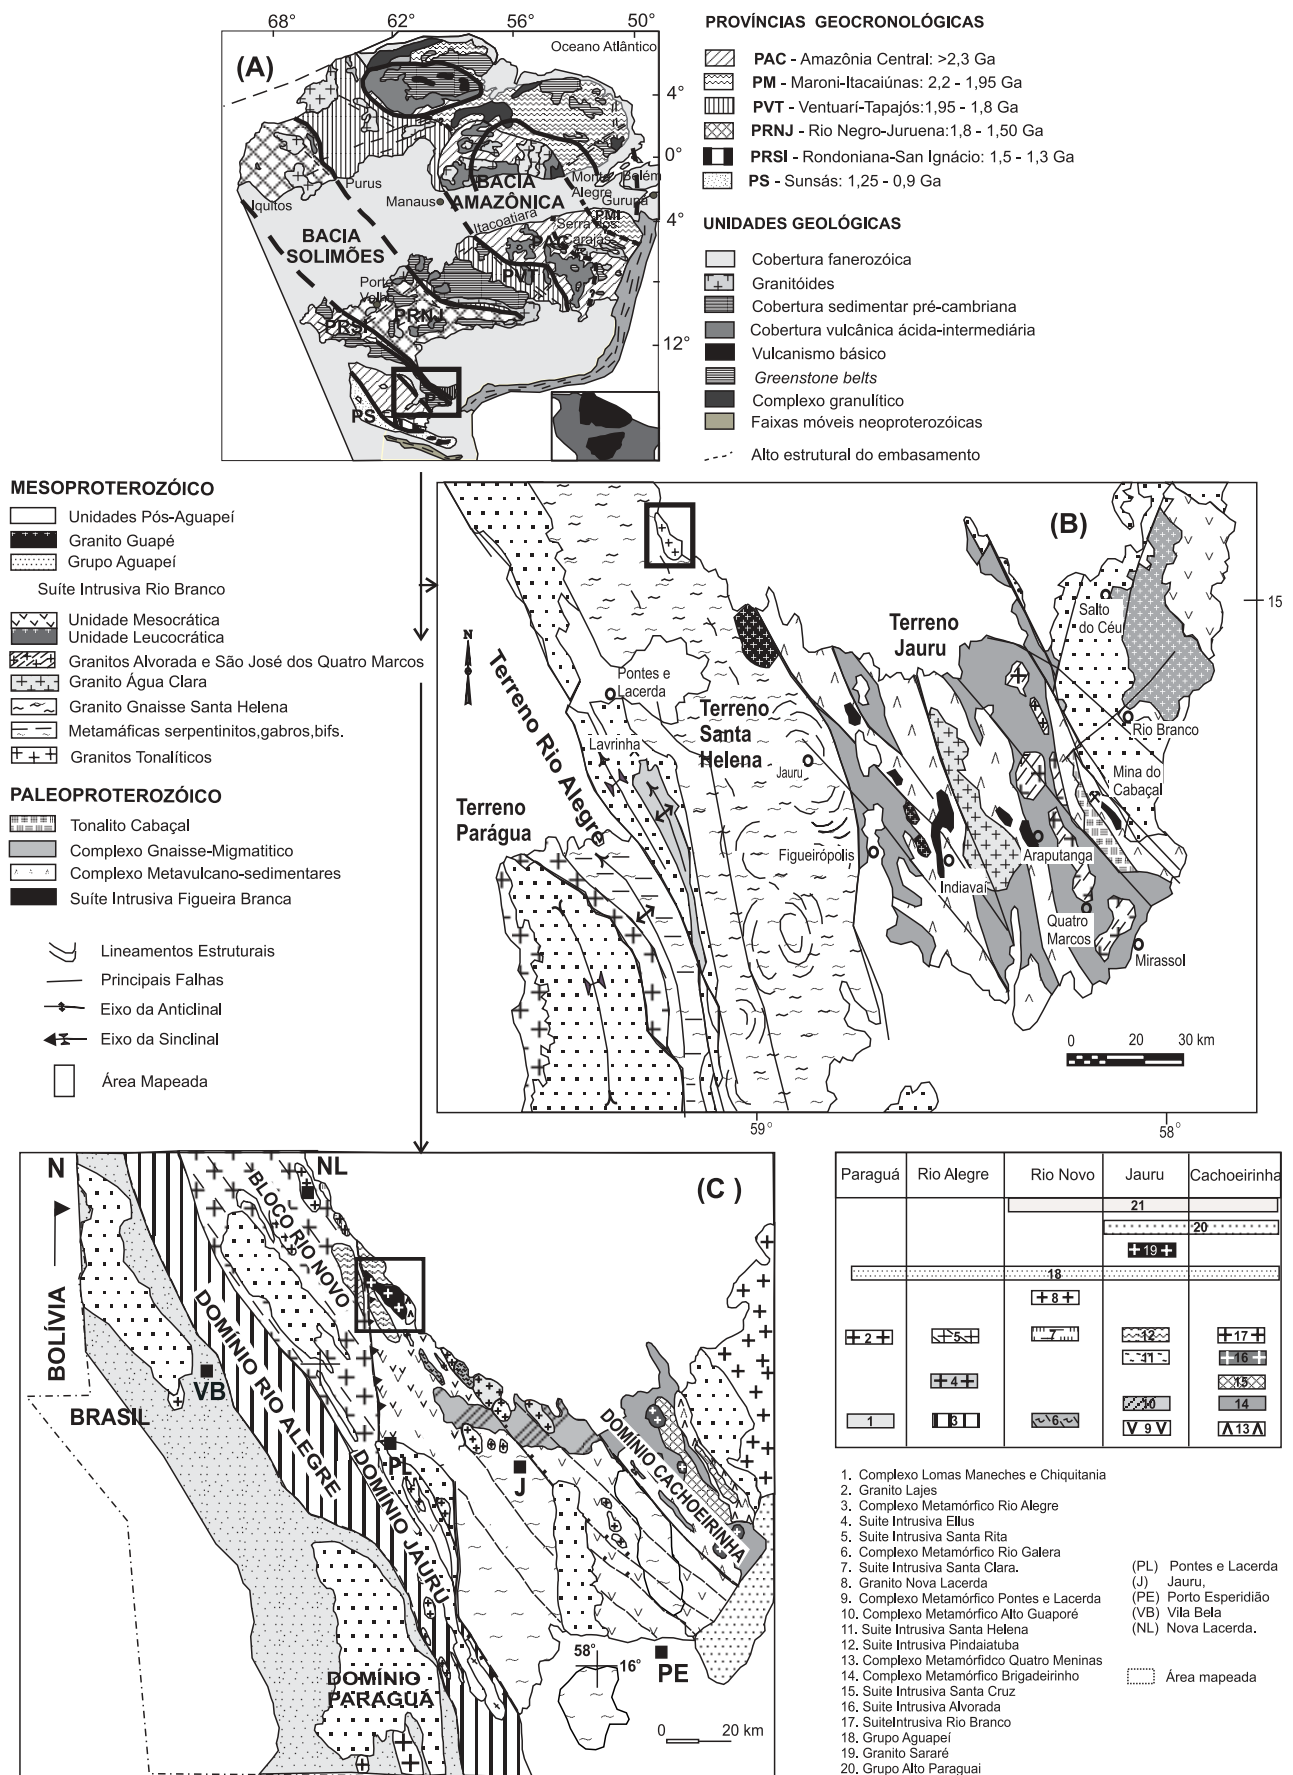 68°
62°
56°
50°
(A)
Oceano Atlântico
4°
0°
4°
12°
Purus
Iquitos
Manaus
BACIA
AMAZÔNICA
Monte
Alegre
Belém
Gurupá
Itacoatiara
Serra dos
Carajás
PMI
PAC
BACIA
SOLIMÕES
PVT
Porto
Velho
PRNJ
PRSI
PS
PS
PROVÍNCIAS GEOCRONOLÓGICAS
PAC - Amazônia Central: >2,3 Ga
PM - Maroni-Itacaiúnas: 2,2 - 1,95 Ga
PVT - Ventuarí-Tapajós:1,95 - 1,8 Ga
PRNJ - Rio Negro-Juruena:1,8 - 1,50 Ga
PRSI - Rondoniana-San Ignácio: 1,5 - 1,3 Ga
PS - Sunsás: 1,25 - 0,9 Ga
UNIDADES GEOLÓGICAS
Cobertura fanerozóica
Granitóides
Cobertura sedimentar pré-cambriana
Cobertura vulcânica ácida-intermediária
Vulcanismo básico
Greenstone belts
Complexo granulítico
Faixas móveis neoproterozóicas
Alto estrutural do embasamento
MESOPROTEROZÓICO
Unidades Pós-Aguapeí
Granito Guapé
Grupo Aguapeí
Suíte Intrusiva Rio Branco
Unidade Mesocrática
Unidade Leucocrática
Granitos Alvorada e São José dos Quatro Marcos
Granito Água Clara
Granito Gnaisse Santa Helena
Metamáficas serpentinitos,gabros,bifs.
Granitos Tonalíticos
PALEOPROTEROZÓICO
Tonalito Cabaçal
Complexo Gnaisse-Migmatitico
Complexo Metavulcano-sedimentares
Suíte Intrusiva Figueira Branca
Lineamentos Estruturais
Principais Falhas
Eixo da Anticlinal
Eixo da Sinclinal
Área Mapeada
(B)
15
N
Salto
do Céu
Terreno
Jauru
Pontes e
Lacerda
Terreno Rio Alegre
Terreno
Santa
Helena
Rio Branco
Lavrinha
Jauru
Mina do
Cabaçal
Terreno
Parágua
Figueirópolis
Araputanga
Indiavaí
Quatro
Marcos
Mirassol
0 20 30 km
59°
58°
N
NL
(C )
BLOCO RIO NOVO
BOLÍVIA
DOMÍNIO RIO ALEGRE
VB
BRASIL
PL
DOMÍNIO JAURÚ
J
DOMÍNIO CACHOEIRINHA
58°
16°
PE
DOMÍNIO
PARAGUÁ
0 20 km
Paraguá Rio Alegre Rio Novo Jauru Cachoeirinha
21
20
19
18
8
2 5 7 12 17
11 16
4 15
10 14
1 3 6 9 13
1. Complexo Lomas Maneches e Chiquitania
2. Granito Lajes
3. Complexo Metamórfico Rio Alegre
4. Suite Intrusiva Ellus
5. Suite Intrusiva Santa Rita
6. Complexo Metamórfico Rio Galera
7. Suite Intrusiva Santa Clara.
8. Granito Nova Lacerda
9. Complexo Metamórfico Pontes e Lacerda
10. Complexo Metamórfico Alto Guaporé
11. Suite Intrusiva Santa Helena
12. Suite Intrusiva Pindaiatuba
13. Complexo Metamórfidco Quatro Meninas
14. Complexo Metamórfico Brigadeirinho
15. Suite Intrusiva Santa Cruz
16. Suite Intrusiva Alvorada
17. SuiteIntrusiva Rio Branco
18. Grupo Aguapeí
19. Granito Sararé
20. Grupo Alto Paraguai
(PL) Pontes e Lacerda
(J) Jauru,
(PE) Porto Esperidião
(VB) Vila Bela
(NL) Nova Lacerda.
Área mapeada